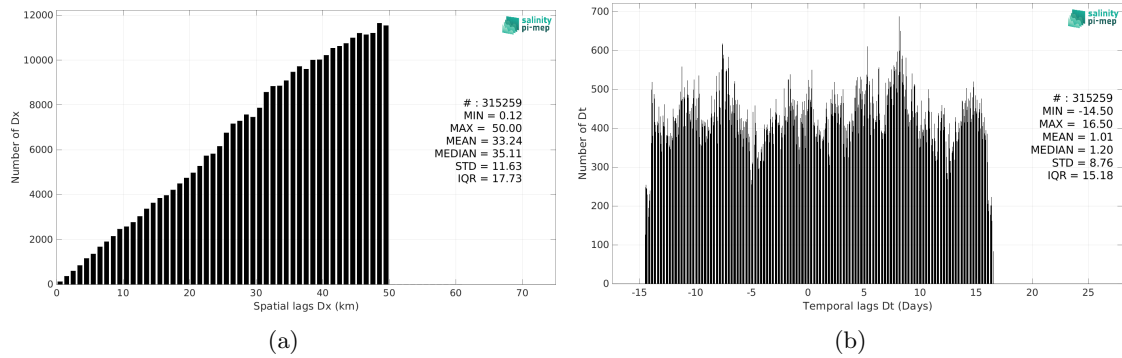 12000
10000
8000
6000
4000
2000
0
Number of Dx
salinity
pi-mep
# : 315259
MIN = 0.12
MAX = 50.00
MEAN = 33.24
MEDIAN = 35.11
STD = 11.63
IQR = 17.73
0 10 20 30 40 50 60 70
Spatial lags Dx (km)
(a)
700
600
500
400
300
200
100
0
Number of Dt
salinity
pi-mep
# : 315259
MIN = -14.50
MAX = 16.50
MEAN = 1.01
MEDIAN = 1.20
STD = 8.76
IQR = 15.18
-15 -10 -5 0 5 10 15 20 25
Temporal lags Dt (Days)
(b)